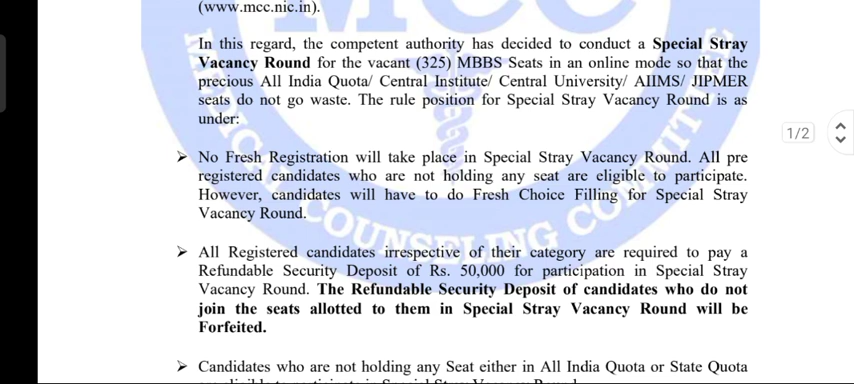 (www.mcc.nic.in).
In this regard, the competent authority has decided to conduct a Special Stray
Vacancy Round for the vacant (325) MBBS Seats in an online mode so that the
precious All India Quota/ Central Institute/ Central University/ AIIMS/ JIPMER
seats do not go waste. The rule position for Special Stray Vacancy Round is as
under:
1/2
➢ No Fresh Registration will take place in Special Stray Vacancy Round. All pre
registered candidates who are not holding any seat are eligible to participate.
However, candidates will have to do Fresh Choice Filling for Special Stray
Vacancy Round.
➢ All Registered candidates irrespective of their category are required to pay a
Refundable Security Deposit of Rs. 50,000 for participation in Special Stray
Vacancy Round. The Refundable Security Deposit of candidates who do not
join the seats allotted to them in Special Stray Vacancy Round will be
Forfeited.
➢ Candidates who are not holding any Seat either in All India Quota or State Quota
MCC
MEDICAL COUNSELING COMMITTEE